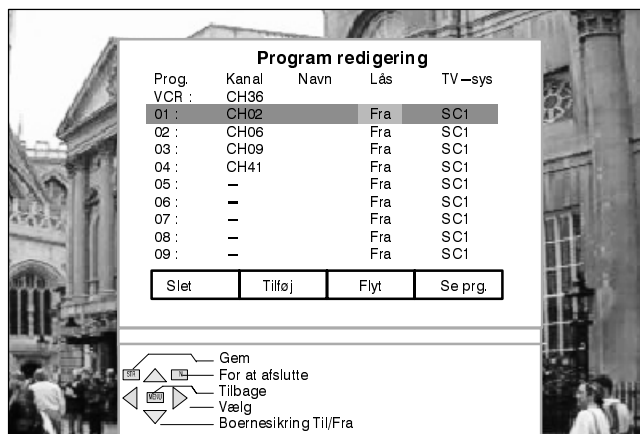 Program redigering
Prog. Kanal Navn Lås TV–sys
VCR : CH36
01 : CH02 Fra SC1
02 : CH06 Fra SC1
03 : CH09 Fra SC1
04 : CH41 Fra SC1
05 : – Fra SC1
06 : – Fra SC1
07 : – Fra SC1
08 : – Fra SC1
09 : – Fra SC1
Slet Tilføj Flyt Se prg.
Gem
STR N For at afslutte
Tilbage
MENU Vælg
Boernesikring Til/Fra